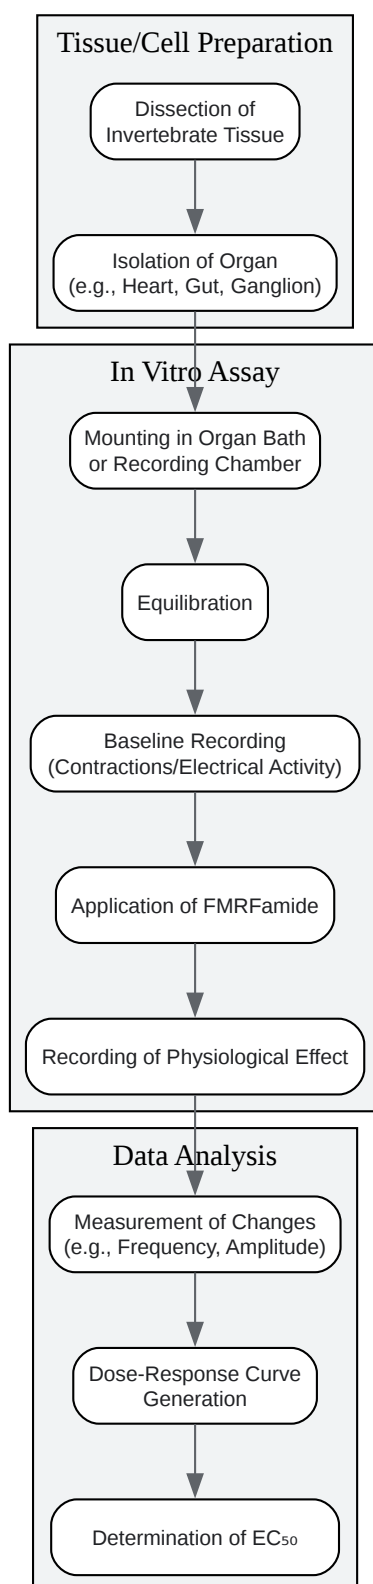 Tissue/Cell Preparation
Dissection of
Invertebrate Tissue
Isolation of Organ
(e.g., Heart, Gut, Ganglion)
In Vitro Assay
Mounting in Organ Bath
or Recording Chamber
Equilibration
Baseline Recording
(Contractions/Electrical Activity)
Application of FMRFamide
Recording of Physiological Effect
Data Analysis
Measurement of Changes
(e.g., Frequency, Amplitude)
Dose-Response Curve
Generation
Determination of EC₅₀